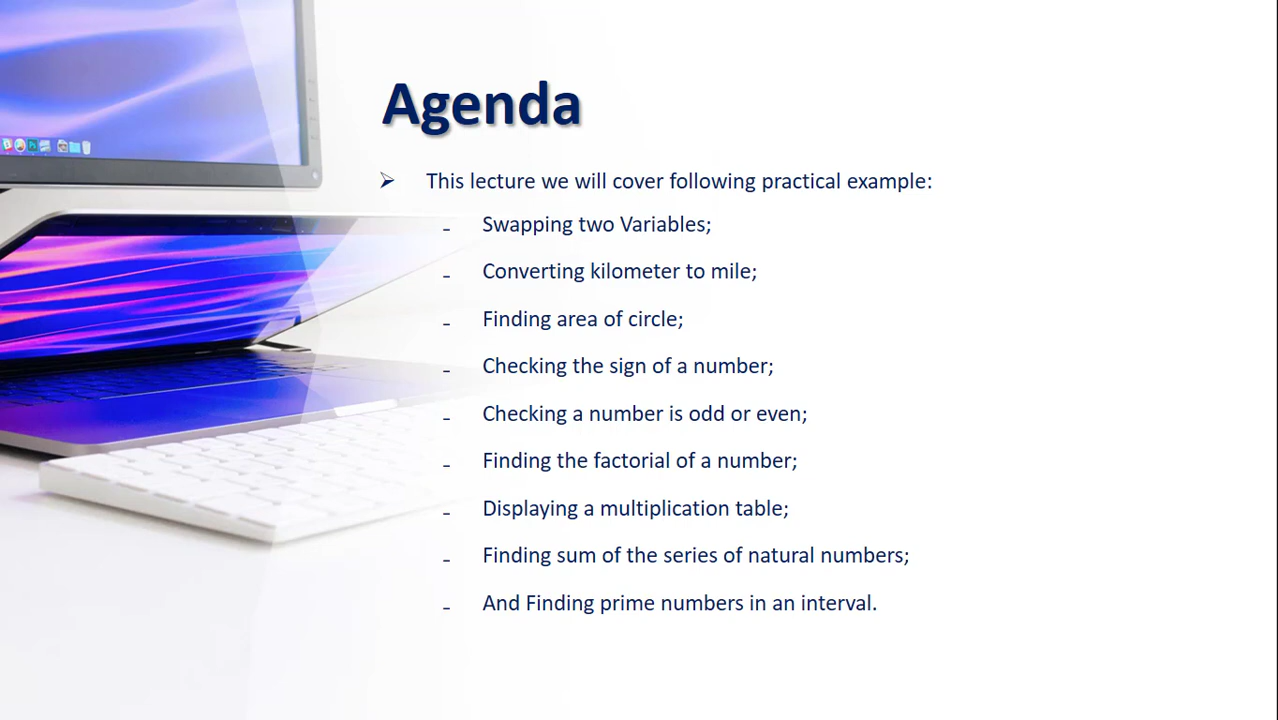 Agenda
➢ This lecture we will cover following practical example:
- Swapping two Variables;
- Converting kilometer to mile;
- Finding area of circle;
- Checking the sign of a number;
- Checking a number is odd or even;
- Finding the factorial of a number;
- Displaying a multiplication table;
- Finding sum of the series of natural numbers;
- And Finding prime numbers in an interval.